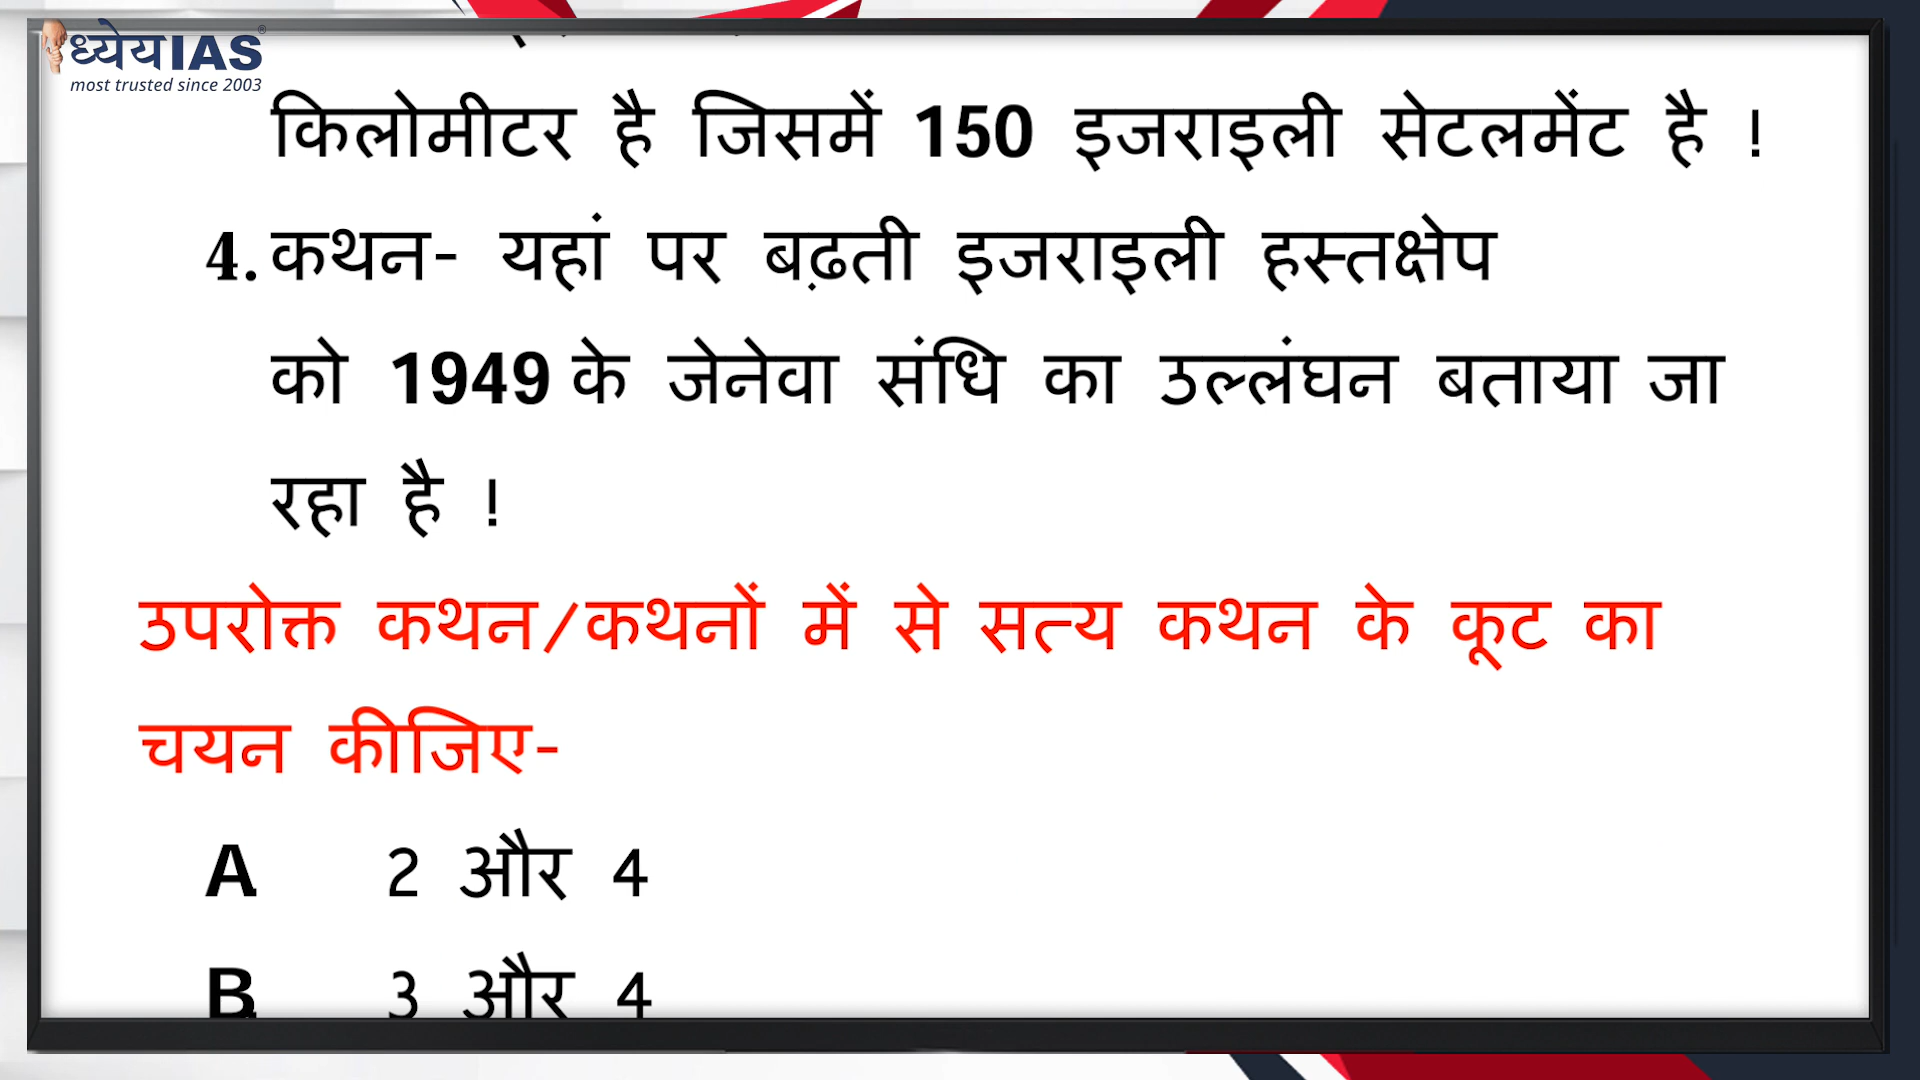 ध्येय IAS®
most trusted since 2003
किलोमीटर है जिसमें 150 इजराइली सेटलमेंट है !
4. कथन- यहां पर बढ़ती इजराइली हस्तक्षेप
को 1949 के जेनेवा संधि का उल्लंघन बताया जा
रहा है !
उपरोक्त कथन/कथनों में से सत्य कथन के कूट का
चयन कीजिए-
A 2 और 4
B 3 और 4